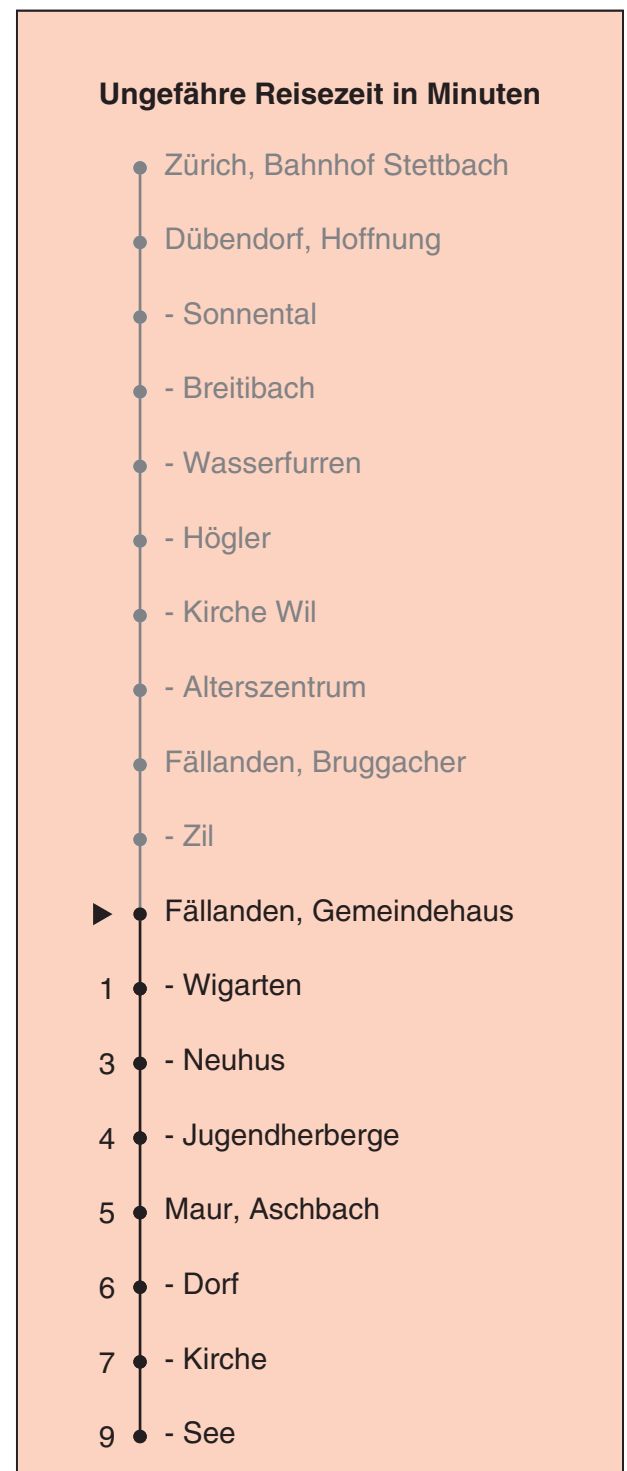 Ungefähre Reisezeit in Minuten
Zürich, Bahnhof Stettbach
Dübendorf, Hoffnung
- Sonnental
- Breitibach
- Wasserfurren
- Högler
- Kirche Wil
- Alterszentrum
Fällanden, Bruggacher
- Zil
Fällanden, Gemeindehaus
1 - Wigarten
3 - Neuhus
4 - Jugendherberge
5 Maur, Aschbach
6 - Dorf
7 - Kirche
9 - See